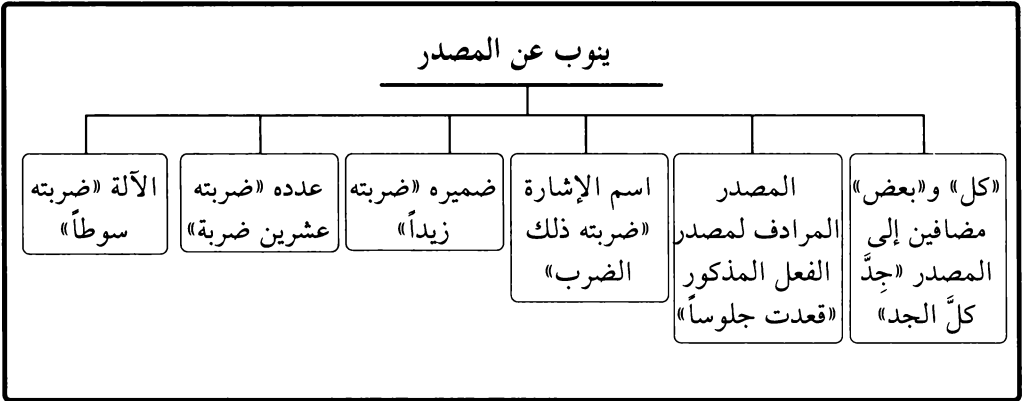 ينوب عن المصدر
«كل» و«بعض»
مضافين إلى
المصدر «جِدَّ
كلَّ الجد»
المصدر
المرادف لمصدر
الفعل المذكور
«قعدت جلوساً»
اسم الإشارة
«ضربته ذلك
الضرب»
ضميره «ضربته
زيداً»
عدده «ضربته
عشرين ضربة»
الآلة «ضربته
سوطاً»